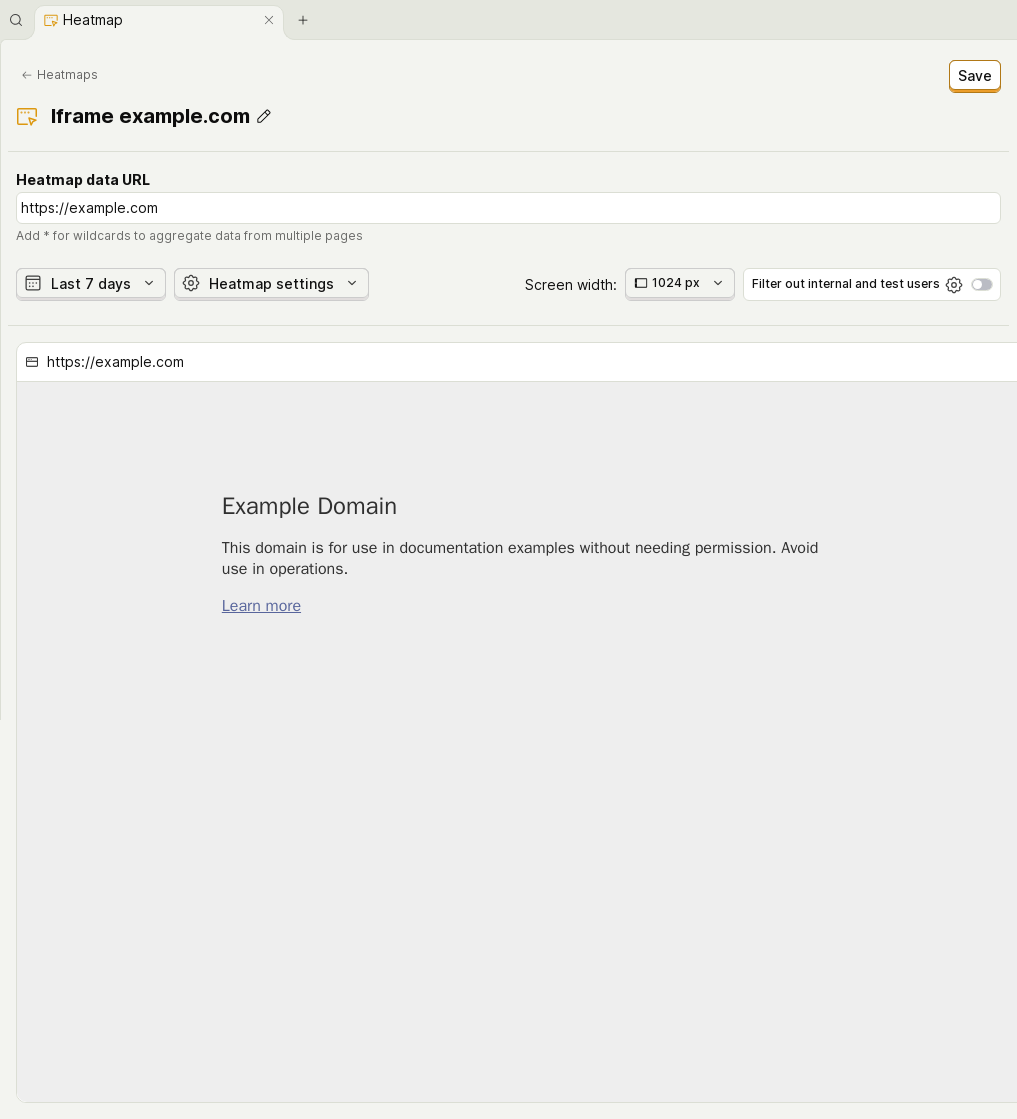 Heatmap
Heatmaps
Save
Iframe example.com
Heatmap data URL
https://example.com
Add * for wildcards to aggregate data from multiple pages
Last 7 days
Heatmap settings
Screen width:
1024 px
Filter out internal and test users
https://example.com
Example Domain
This domain is for use in documentation examples without needing permission. Avoid
use in operations.
Learn more